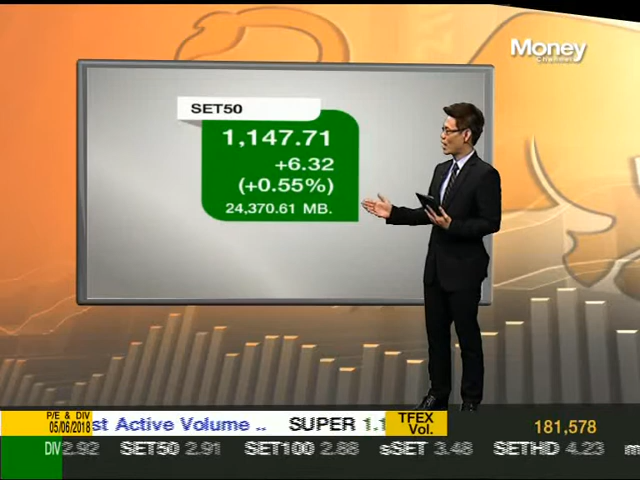 Money
Channel
SET50
1,147.71
+6.32
(+0.55%)
24,370.61 MB.
P/E & DIV
05/06/2018
st Active Volume ..
SUPER 1.1
TFEX
Vol.
181,578
DIV 2.92 SET50 2.91 SET100 2.88 sSET 3.48 SETHD 4.23 m